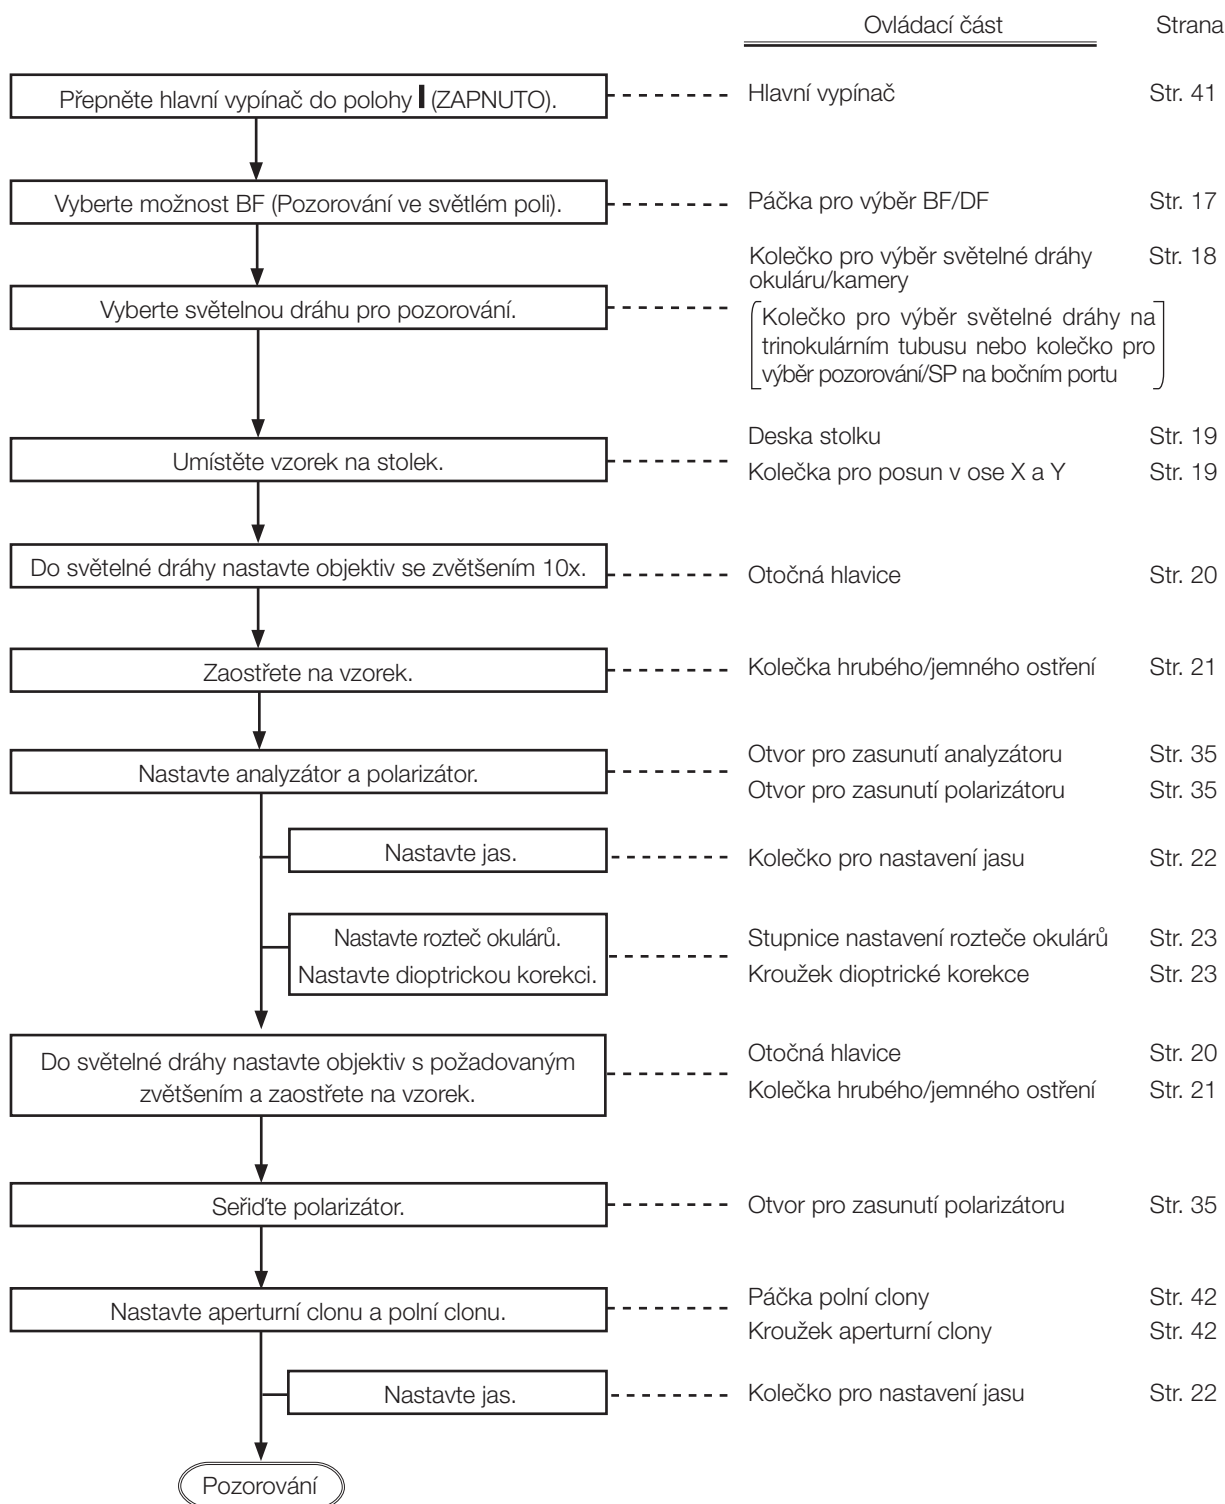 Ovládací část Strana
Přepněte hlavní vypínač do polohy I (ZAPNUTO). Hlavní vypínač Str. 41
Vyberte možnost BF (Pozorování ve světlém poli). Páčka pro výběr BF/DF Str. 17
Kolečko pro výběr světelné dráhy Str. 18
okuláru/kamery
Vyberte světelnou dráhu pro pozorování.
Kolečko pro výběr světelné dráhy na
trinokulárním tubusu nebo kolečko pro
výběr pozorování/SP na bočním portu
Umístěte vzorek na stolek.
Deska stolku Str. 19
Kolečka pro posun v ose X a Y Str. 19
Do světelné dráhy nastavte objektiv se zvětšením 10x. Otočná hlavice Str. 20
Zaostřete na vzorek. Kolečka hrubého/jemného ostření Str. 21
Nastavte analyzátor a polarizátor.
Otvor pro zasunutí analyzátoru Str. 35
Otvor pro zasunutí polarizátoru Str. 35
Nastavte jas. Kolečko pro nastavení jasu Str. 22
Nastavte rozteč okulárů. Stupnice nastavení rozteče okulárů Str. 23
Nastavte dioptrickou korekci. Kroužek dioptrické korekce Str. 23
Do světelné dráhy nastavte objektiv s požadovaným
zvětšením a zaostřete na vzorek.
Otočná hlavice Str. 20
Kolečka hrubého/jemného ostření Str. 21
Seřiďte polarizátor. Otvor pro zasunutí polarizátoru Str. 35
Nastavte aperturní clonu a polní clonu.
Páčka polní clony Str. 42
Kroužek aperturní clony Str. 42
Nastavte jas. Kolečko pro nastavení jasu Str. 22
Pozorování